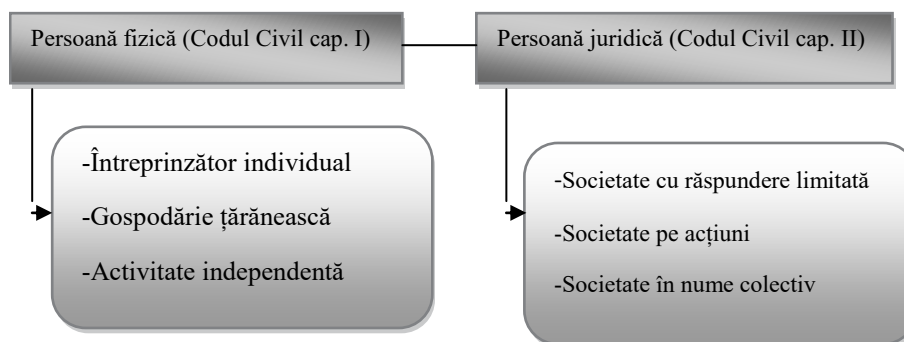 Persoană fizică (Codul Civil cap. I)
-Întreprinzător individual
-Gospodărie țărănească
-Activitate independentă
Persoană juridică (Codul Civil cap. II)
-Societate cu răspundere limitată
-Societate pe acțiuni
-Societate în nume colectiv